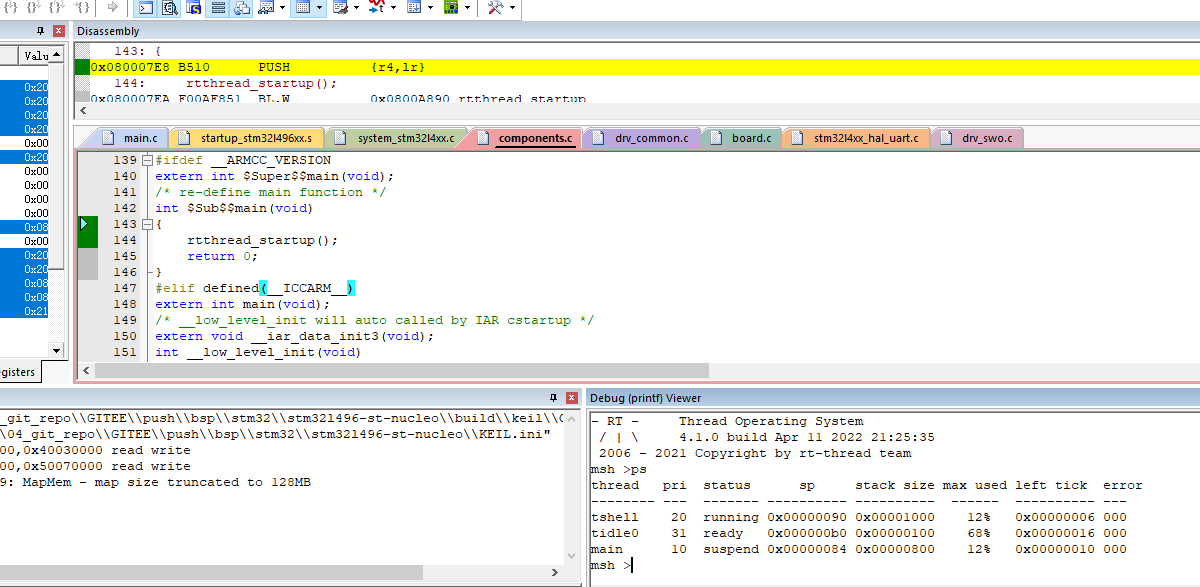 Disassembly
Valu
0x20
0x20
0x20
0x20
0x00
0x20
0x00
0x00
0x00
0x00
0x08
0x00
0x20
0x20
0x08
0x08
0x21
egisters
143: {
0x080007E8 B510 PUSH {r4,lr}
144: rtthread_startup();
0x080007EA F00AF851 BL.W 0x0800A890 rtthread_startup
main.c startup_stm32l496xx.s system_stm32l4xx.c components.c drv_common.c board.c stm32l4xx_hal_uart.c drv_swo.c
139 #ifdef __ARMCC_VERSION
140 extern int $Super$$main(void);
141 /* re-define main function */
142 int $Sub$$main(void)
143 {
144 rtthread_startup();
145 return 0;
146 }
147 #elif defined(__ICCARM__)
148 extern int main(void);
149 /* __low_level_init will auto called by IAR cstartup */
150 extern void __iar_data_init3(void);
151 int __low_level_init(void)
_git_repo\\GITEE\\push\\bsp\\stm32\\stm32l496-st-nucleo\\build\\keil\\
\04_git_repo\\GITEE\\push\\bsp\\stm32\\stm32l496-st-nucleo\\KEIL.ini"
00,0x40030000 read write
00,0x50070000 read write
9: MapMem - map size truncated to 128MB
Debug (printf) Viewer
- RT - Thread Operating System
/ | \ 4.1.0 build Apr 11 2022 21:25:35
2006 - 2021 Copyright by rt-thread team
msh >ps
thread pri status sp stack size max used left tick error
-------- --- ------- ---------- ---------- ------ ---------- ---
tshell 20 running 0x00000090 0x00001000 12% 0x00000006 000
tidle0 31 ready 0x000000b0 0x00000100 68% 0x00000016 000
main 10 suspend 0x00000084 0x00000800 12% 0x00000010 000
msh >